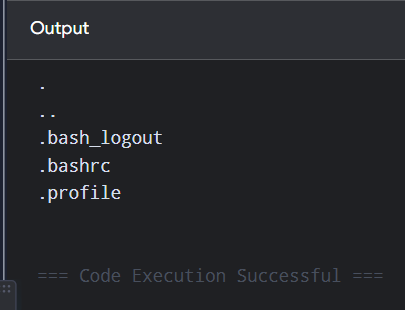 Output
.
..
.bash_logout
.bashrc
.profile
=== Code Execution Successful ===